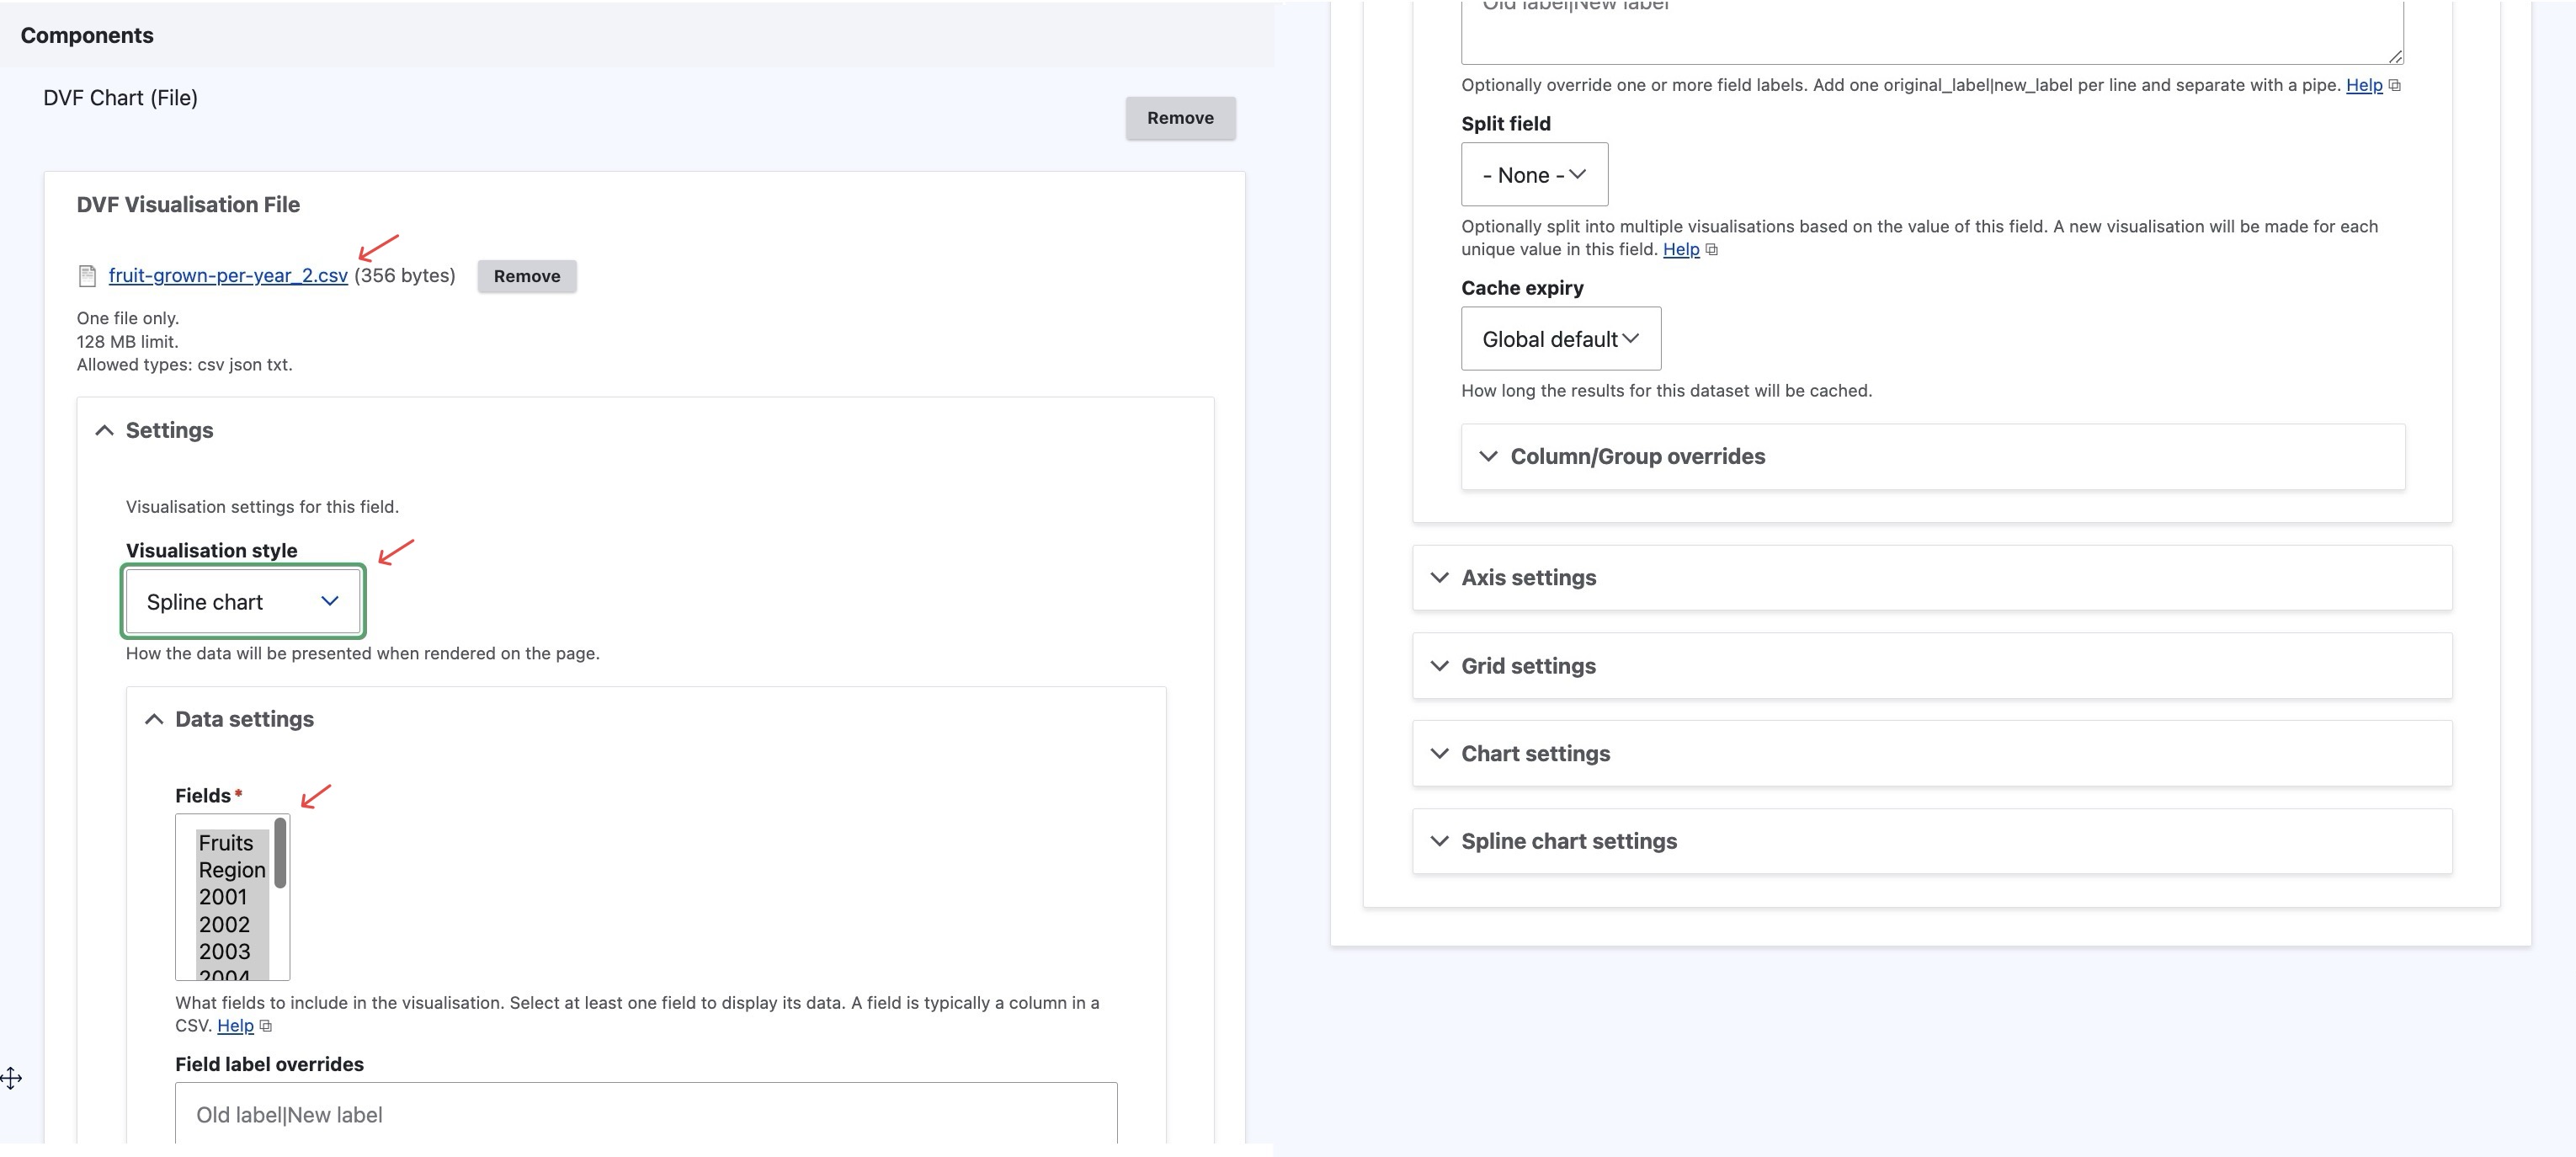 Components
DVF Chart (File)
Remove
DVF Visualisation File
fruit-grown-per-year_2.csv (356 bytes) Remove
One file only.
128 MB limit.
Allowed types: csv json txt.
Settings
Visualisation settings for this field.
Visualisation style
Spline chart
How the data will be presented when rendered on the page.
Data settings
Fields*
Fruits
Region
2001
2002
2003
2004
What fields to include in the visualisation. Select at least one field to display its data. A field is typically a column in a
CSV. Help
Field label overrides
Old label|New label
Old label|New label
Optionally override one or more field labels. Add one original_label|new_label per line and separate with a pipe. Help
Split field
- None -
Optionally split into multiple visualisations based on the value of this field. A new visualisation will be made for each
unique value in this field. Help
Cache expiry
Global default
How long the results for this dataset will be cached.
Column/Group overrides
Axis settings
Grid settings
Chart settings
Spline chart settings